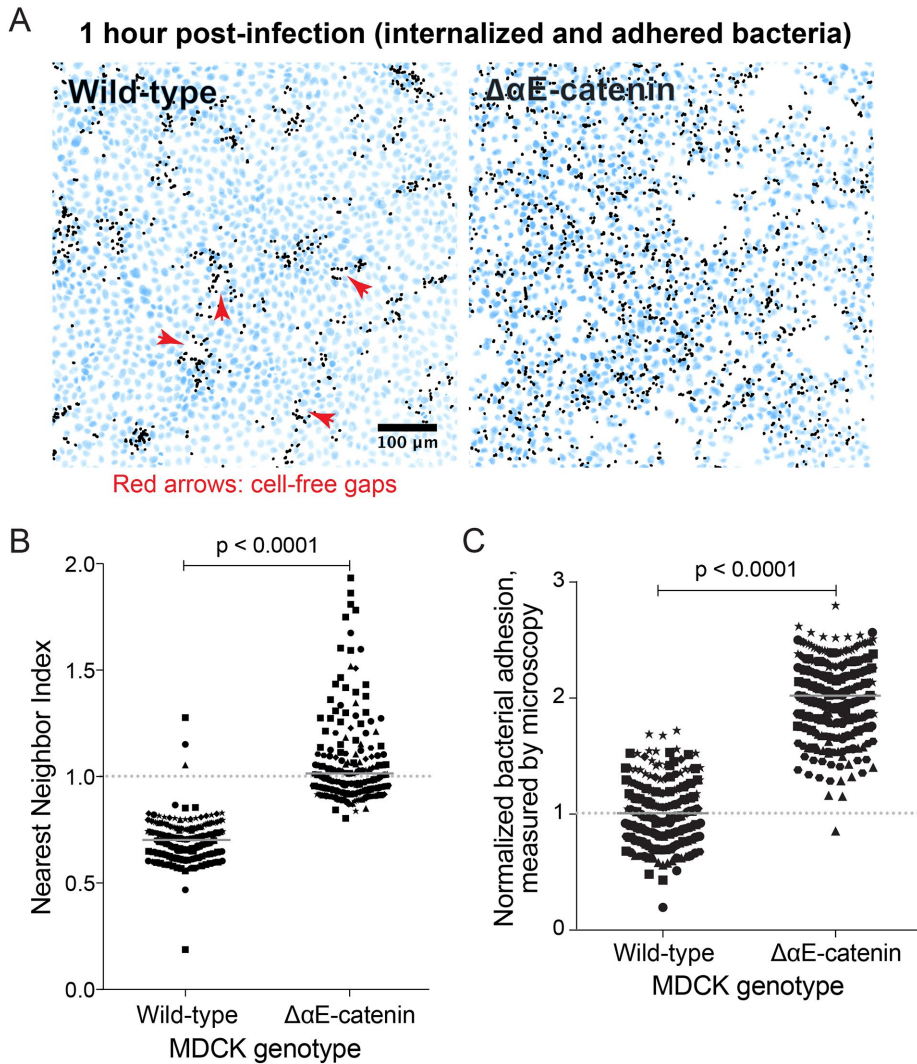 A
1 hour post-infection (internalized and adhered bacteria)
Wild-type
ΔαE-catenin
100 μm
Red arrows: cell-free gaps
B
p < 0.0001
Nearest Neighbor Index
2.0
1.5
1.0
0.5
0.0
Wild-type
ΔαE-catenin
MDCK genotype
C
p < 0.0001
Normalized bacterial adhesion,
measured by microscopy
3
2
1
0
Wild-type
ΔαE-catenin
MDCK genotype